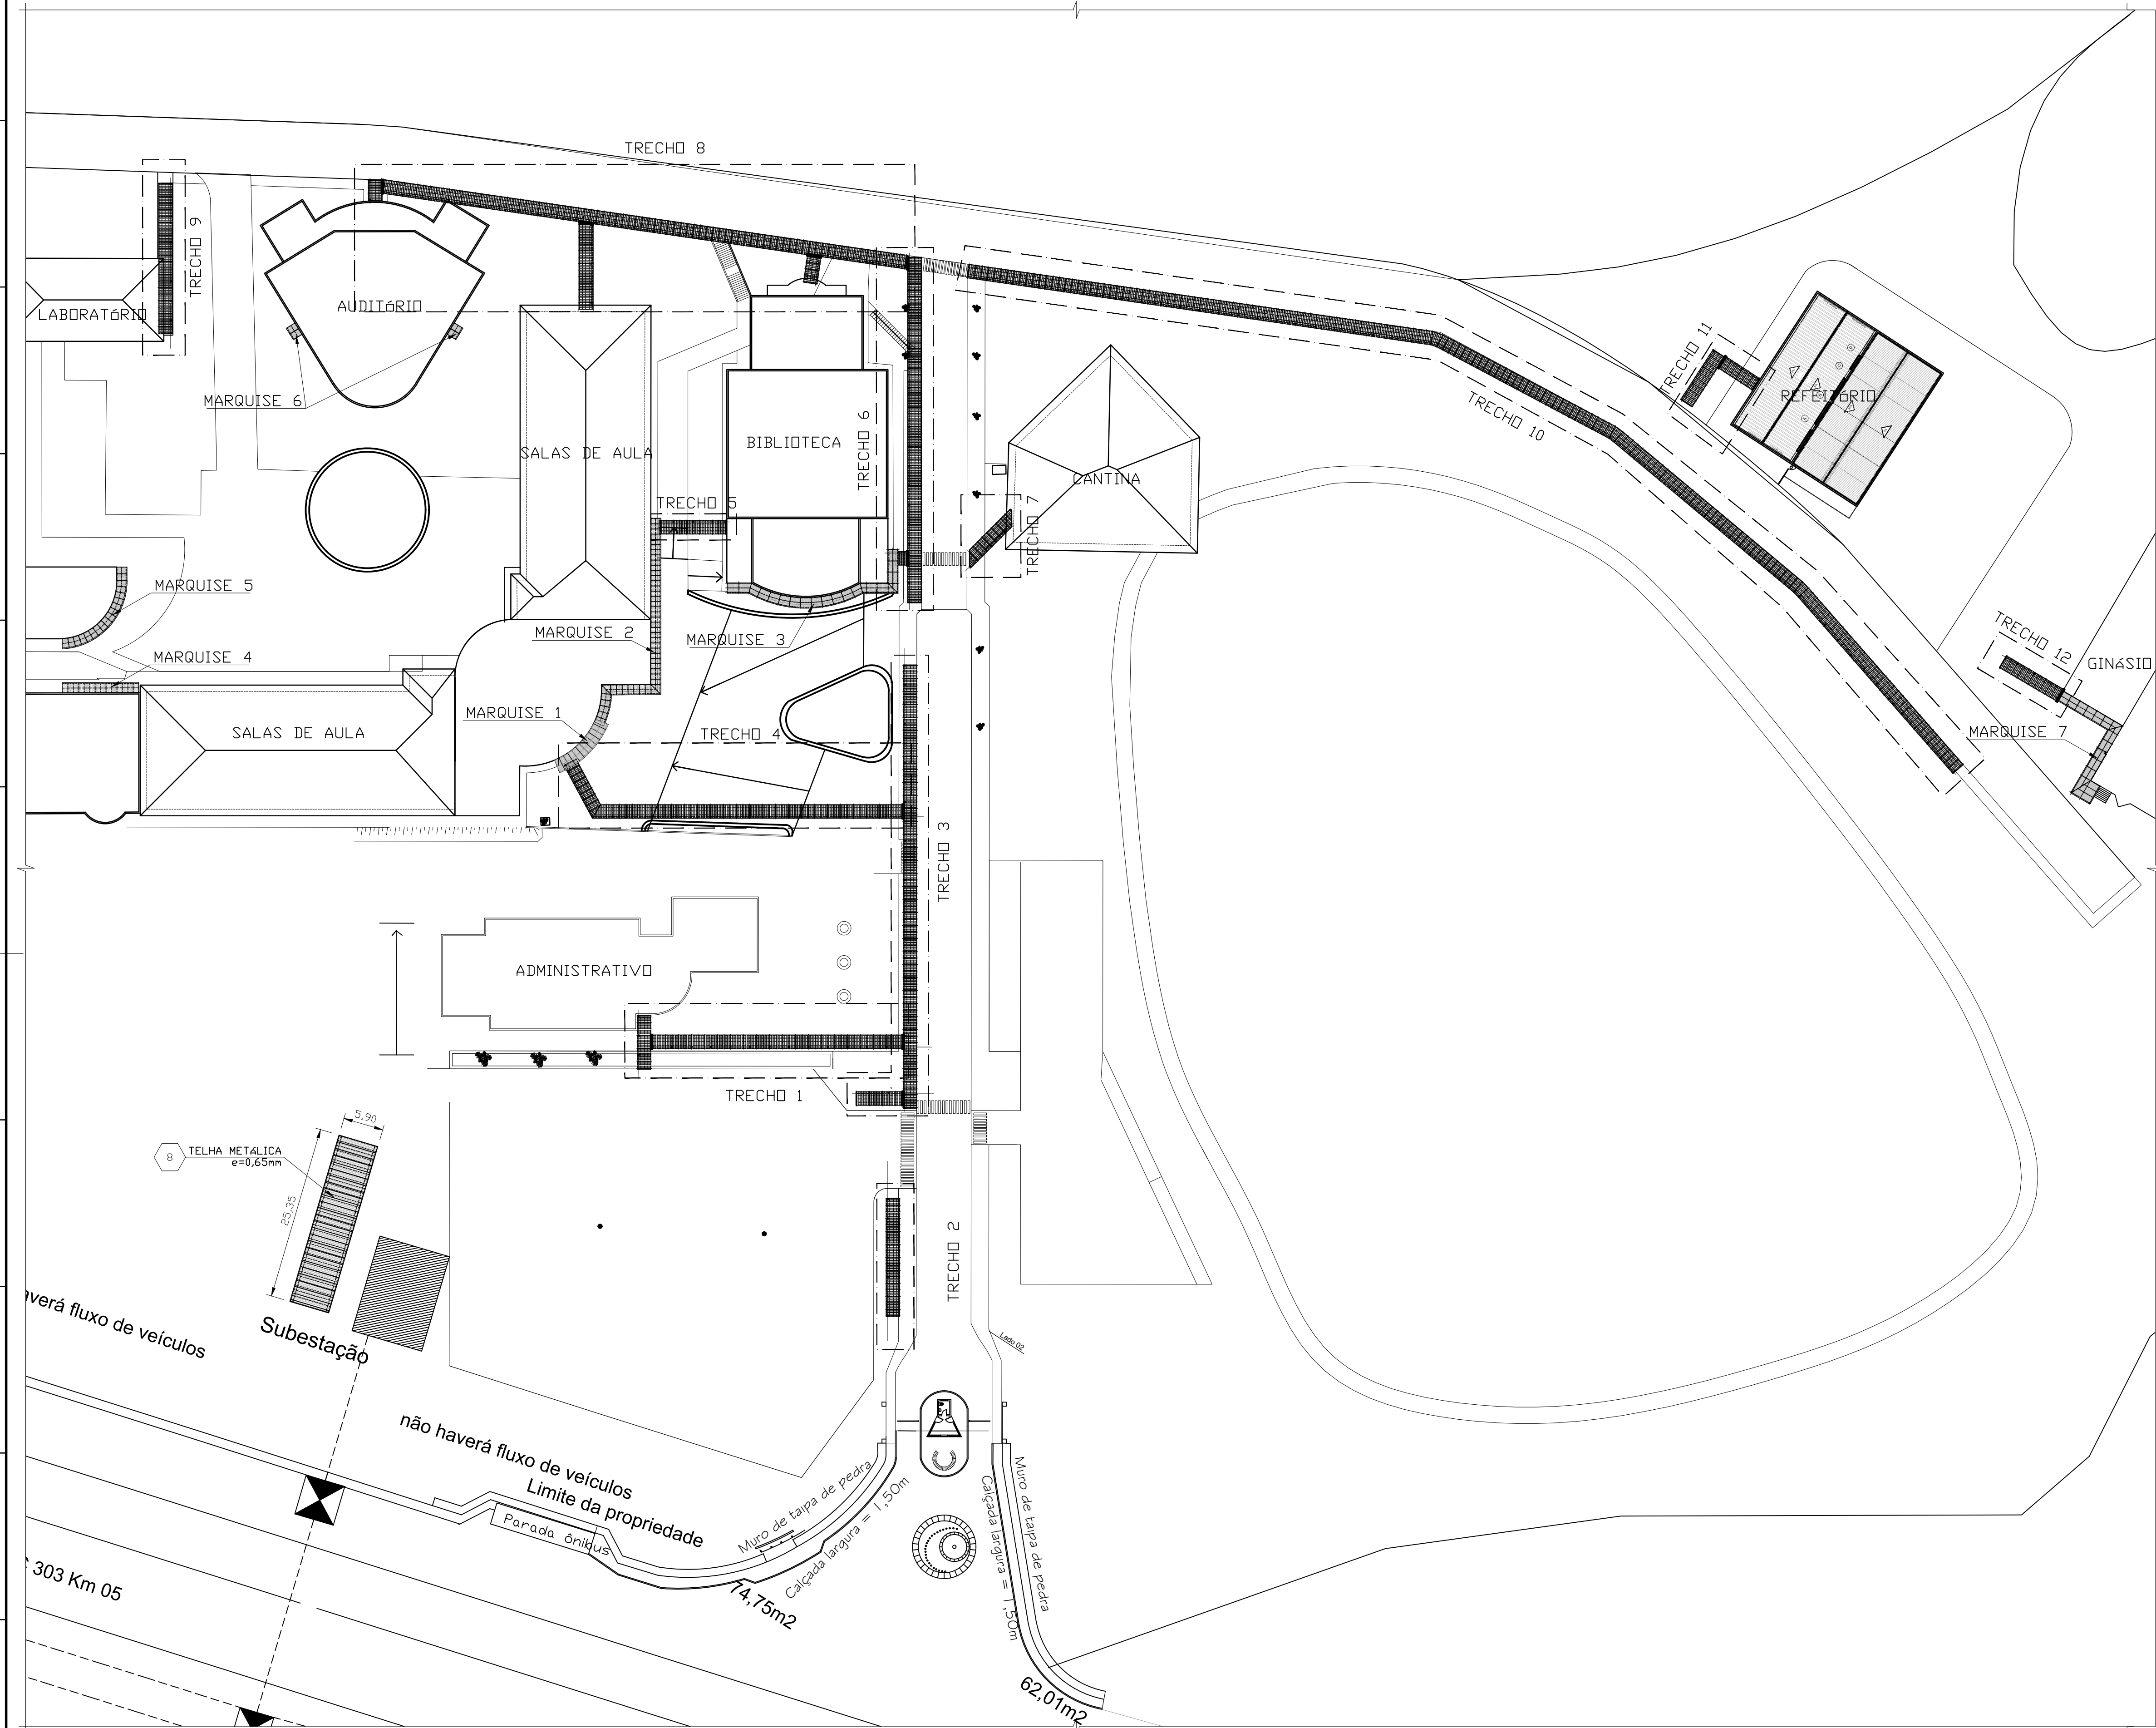 TRECHO 8
TRECHO 9
LABORATÓRIO
AUDITÓRIO
TRECHO 11
REFEITÓRIO
MARQUISE 6
TRECHO 10
TRECHO 6
BIBLIOTECA
SALAS DE AULA
CANTINA
TRECHO 5
TRECHO 7
MARQUISE 5
MARQUISE 2
MARQUISE 3
TRECHO 12
GINÁSIO
MARQUISE 4
MARQUISE 1
SALAS DE AULA
TRECHO 4
MARQUISE 7
TRECHO 3
ADMINISTRATIVO
TRECHO 1
5,90
8
TELHA METÁLICA
e=0,65mm
25,35
TRECHO 2
averá fluxo de veículos
Subestação
Lado 02
não haverá fluxo de veículos
Limite da propriedade
Parada ônibus
Muro de taipa de pedra
Calçada largura = 1,50m
Muro de taipa de pedra
Calçada largura = 1,50m
303 Km 05
74,75m2
62,01m2